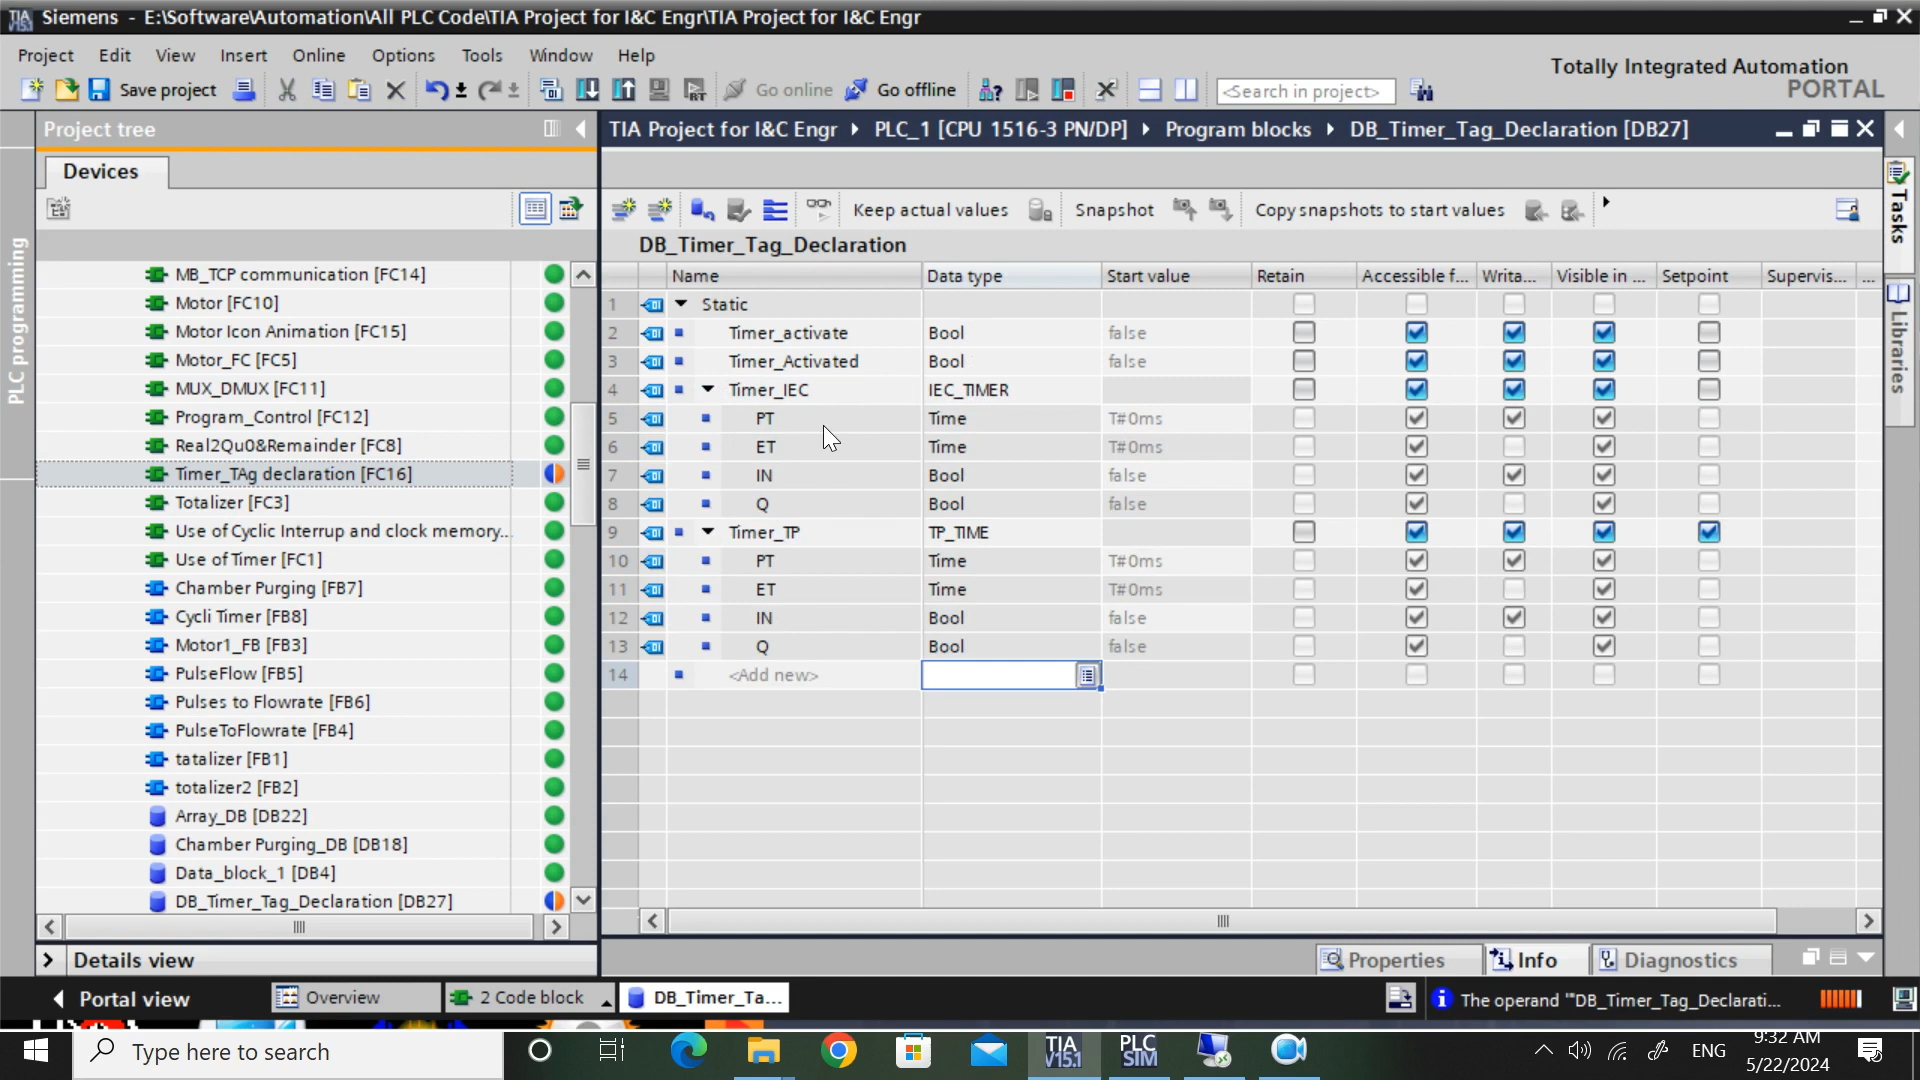 TIA V15.1 Siemens - E:\Software\Automation\All PLC Code\TIA Project for I&C Engr\TIA Project for I&C Engr
Project Edit View Insert Online Options Tools Window Help
Totally Integrated Automation
PORTAL
Save project Go online Go offline <Search in project>
Project tree
TIA Project for I&C Engr PLC_1 [CPU 1516-3 PN/DP] Program blocks DB_Timer_Tag_Declaration [DB27]
Devices
Keep actual values Snapshot Copy snapshots to start values
DB_Timer_Tag_Declaration
Name Data type Start value Retain Accessible f... Writa... Visible in ... Setpoint Supervis... ...
1 Static
2 Timer_activate Bool false
3 Timer_Activated Bool false
4 Timer_IEC IEC_TIMER
5 PT Time T#0ms
6 ET Time T#0ms
7 IN Bool false
8 Q Bool false
9 Timer_TP TP_TIME
10 PT Time T#0ms
11 ET Time T#0ms
12 IN Bool false
13 Q Bool false
14 <Add new>
MB_TCP communication [FC14]
Motor [FC10]
Motor Icon Animation [FC15]
Motor_FC [FC5]
MUX_DMUX [FC11]
Program_Control [FC12]
Real2Qu0&Remainder [FC8]
Timer_TAg declaration [FC16]
Totalizer [FC3]
Use of Cyclic Interrup and clock memory...
Use of Timer [FC1]
Chamber Purging [FB7]
Cycli Timer [FB8]
Motor1_FB [FB3]
PulseFlow [FB5]
Pulses to Flowrate [FB6]
PulseToFlowrate [FB4]
tatalizer [FB1]
totalizer2 [FB2]
Array_DB [DB22]
Chamber Purging_DB [DB18]
Data_block_1 [DB4]
DB_Timer_Tag_Declaration [DB27]
PLC programming
Tasks
Libraries
Details view
Properties Info Diagnostics
Portal view Overview 2 Code block DB_Timer_Ta... The operand '"DB_Timer_Tag_Declarati...
Type here to search
TIA V15.1
PLC SIM
ENG
9:32 AM
5/22/2024